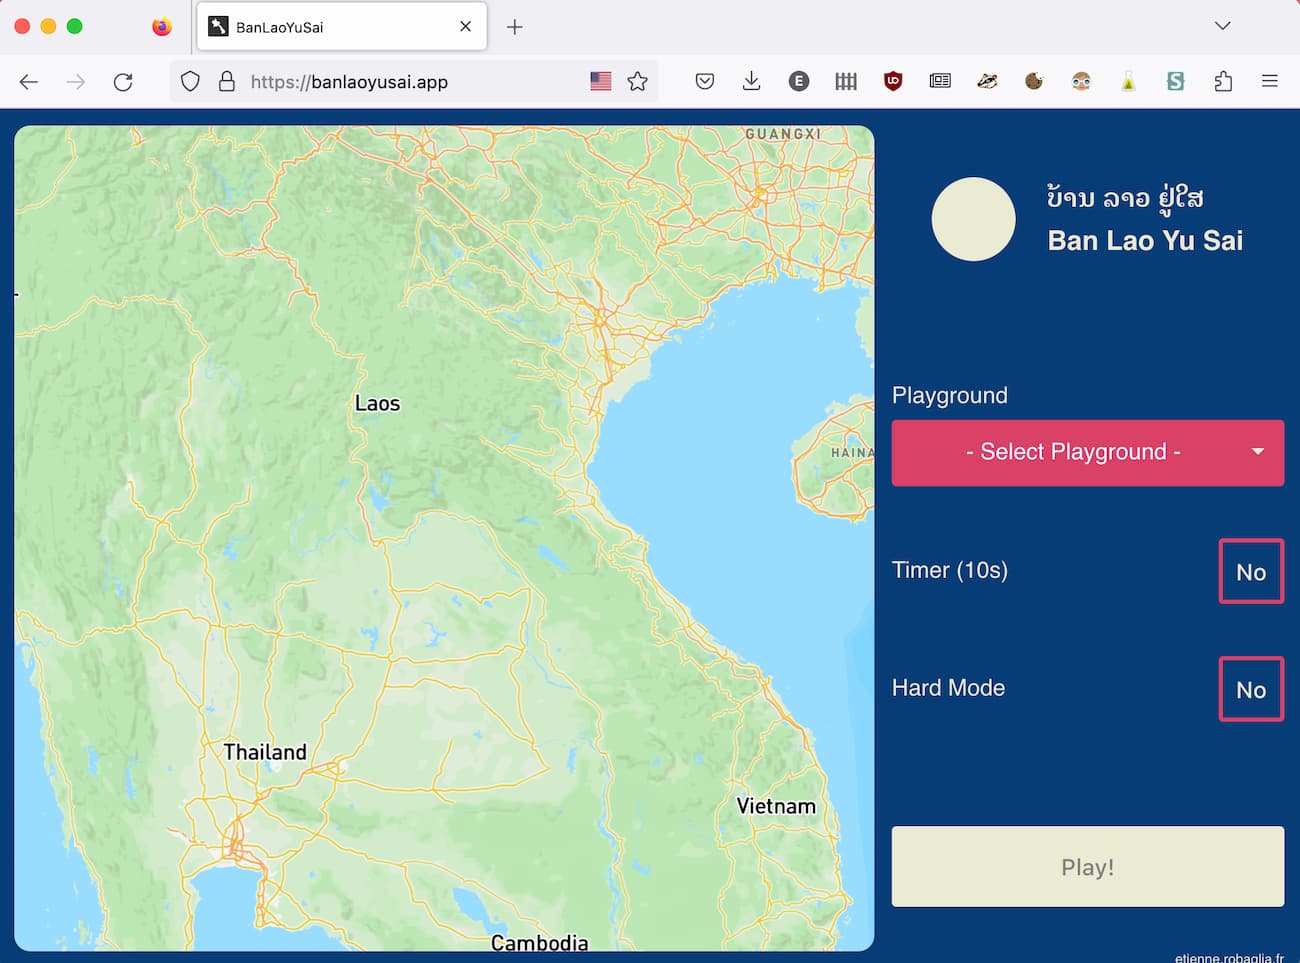 BanLaoYuSai
https://banlaoyusai.app
GUANGXI
Laos
HAINA
Thailand
Vietnam
Cambodia
ບ້ານ ລາວ ຢູ່ໃສ
Ban Lao Yu Sai
Playground
- Select Playground -
Timer (10s)
No
Hard Mode
No
Play!
etienne.robaglia.fr